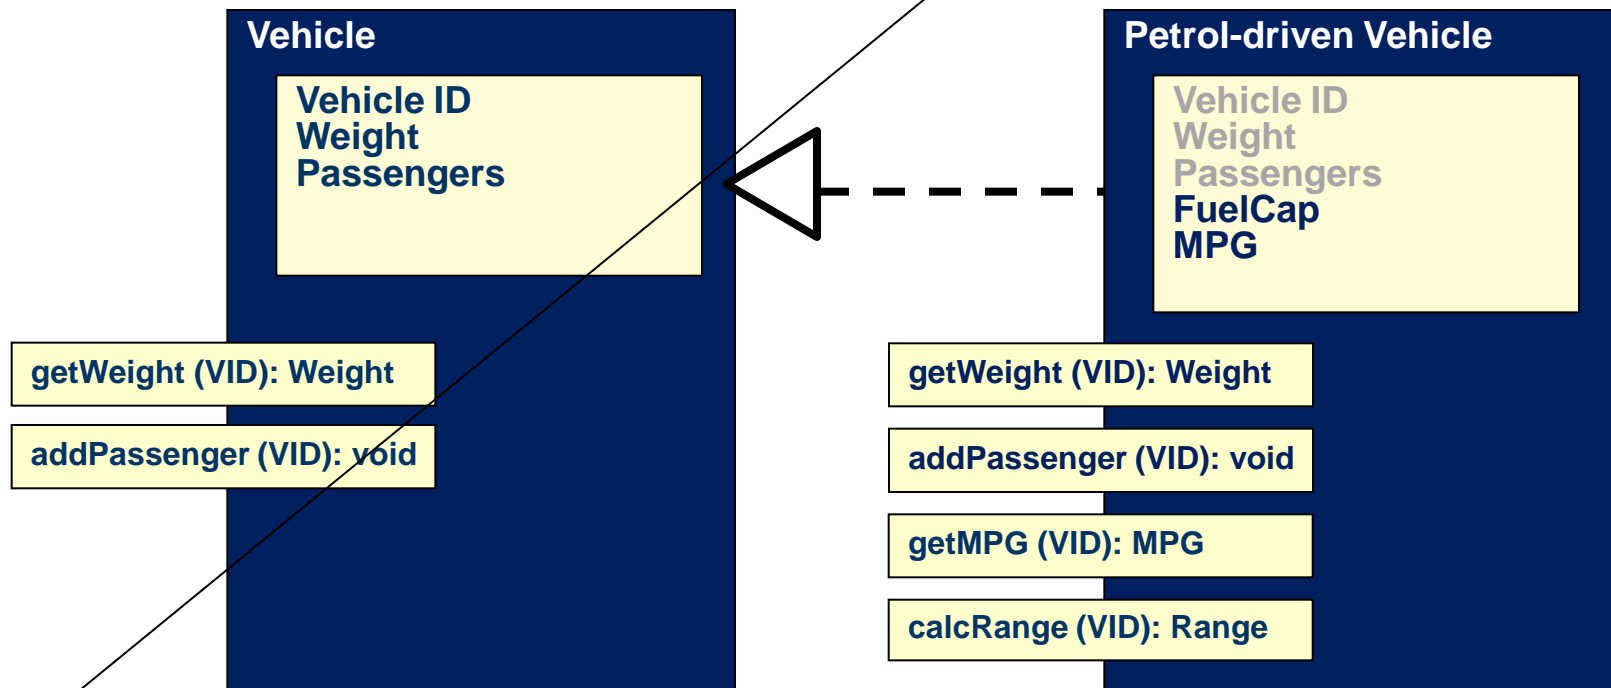 Vehicle
Vehicle ID
Weight
Passengers
getWeight (VID): Weight
addPassenger (VID): void
Petrol-driven Vehicle
Vehicle ID
Weight
Passengers
FuelCap
MPG
getWeight (VID): Weight
addPassenger (VID): void
getMPG (VID): MPG
calcRange (VID): Range